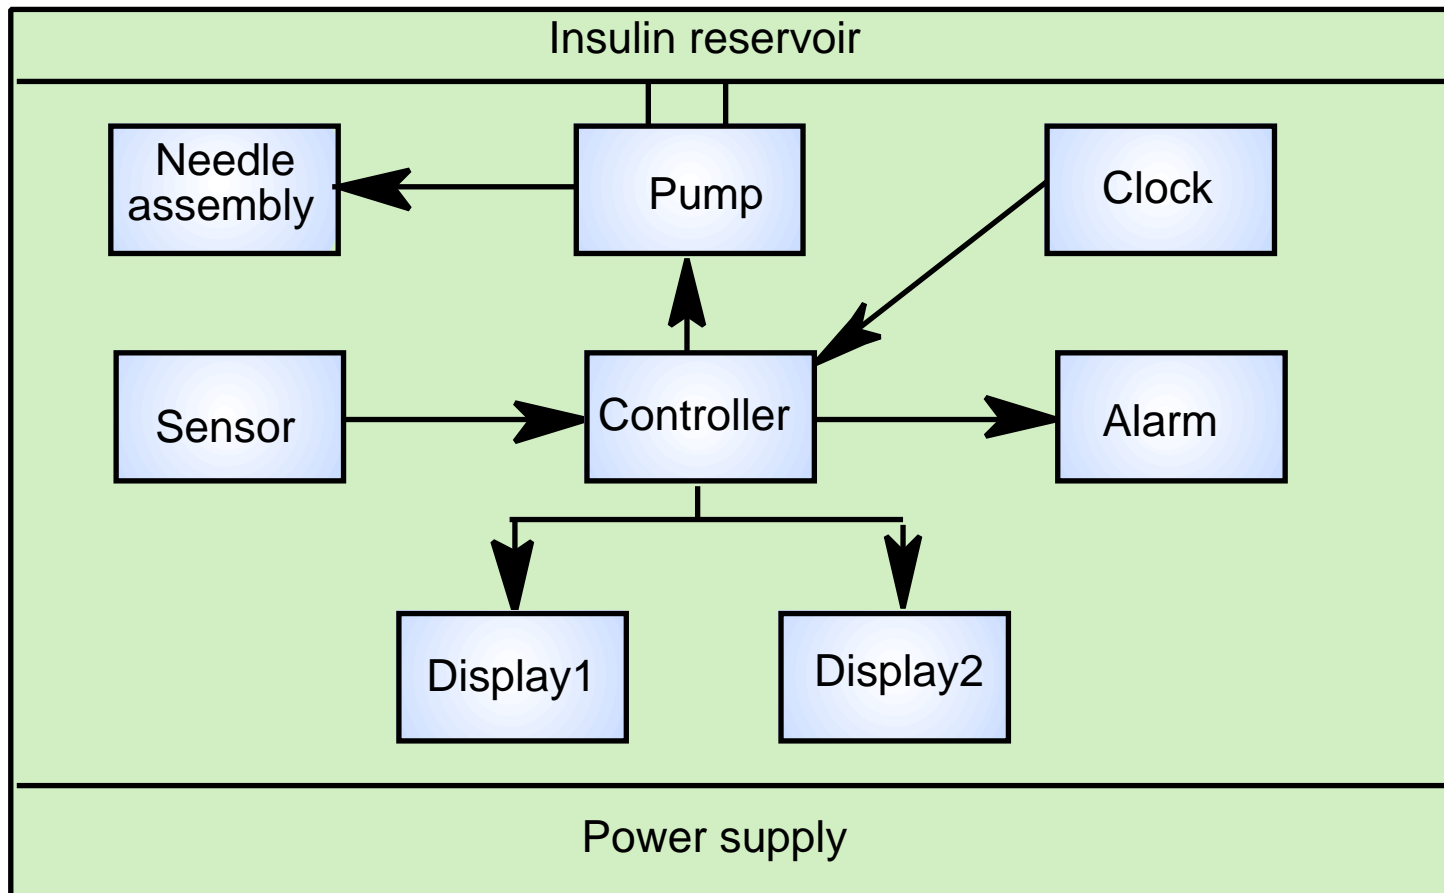 Insulin reservoir
Needle
assembly
Pump
Clock
Sensor
Controller
Alarm
Display1
Display2
Power supply